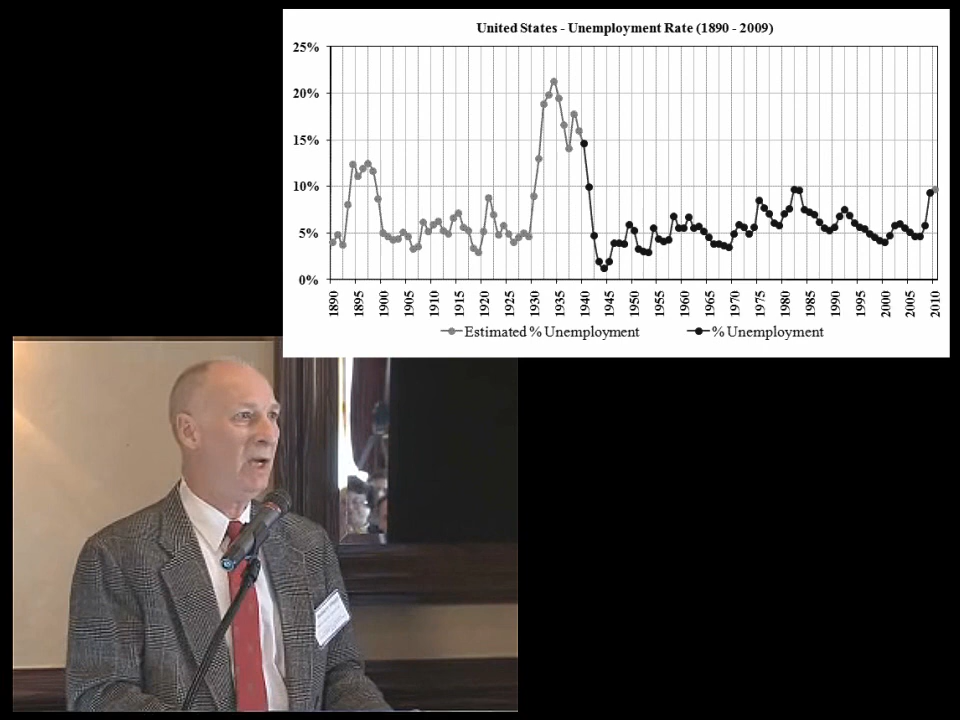 United States - Unemployment Rate (1890 - 2009)
25%
20%
15%
10%
5%
0%
1890 1895 1900 1905 1910 1915 1920 1925 1930 1935 1940 1945 1950 1955 1960 1965 1970 1975 1980 1985 1990 1995 2000 2005 2010
Estimated % Unemployment % Unemployment